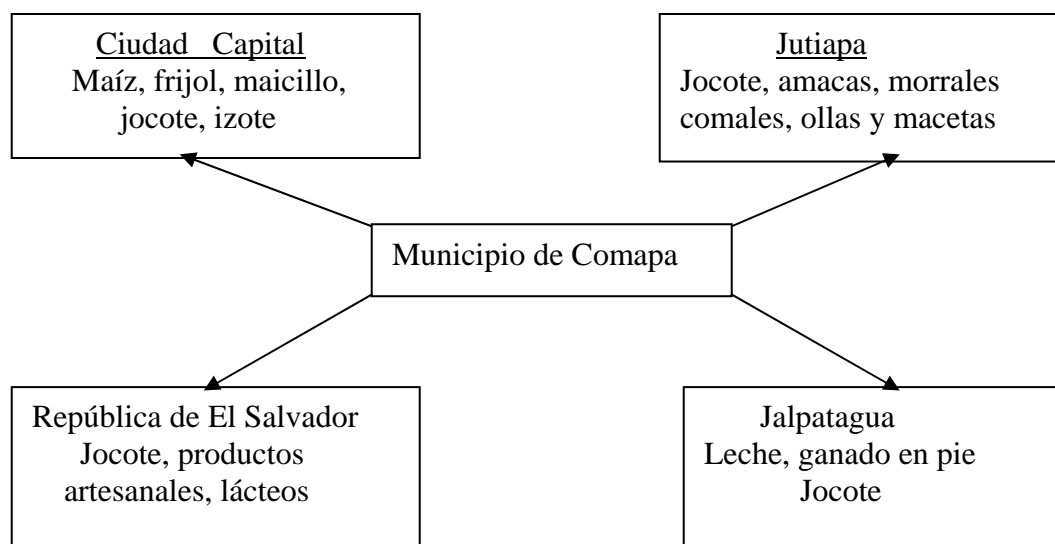 Ciudad Capital
Maíz, frijol, maicillo,
jocote, izote
Jutiapa
Jocote, amacas, morrales
comales, ollas y macetas
Municipio de Comapa
República de El Salvador
Jocote, productos
artesanales, lácteos
Jalpatagua
Leche, ganado en pie
Jocote